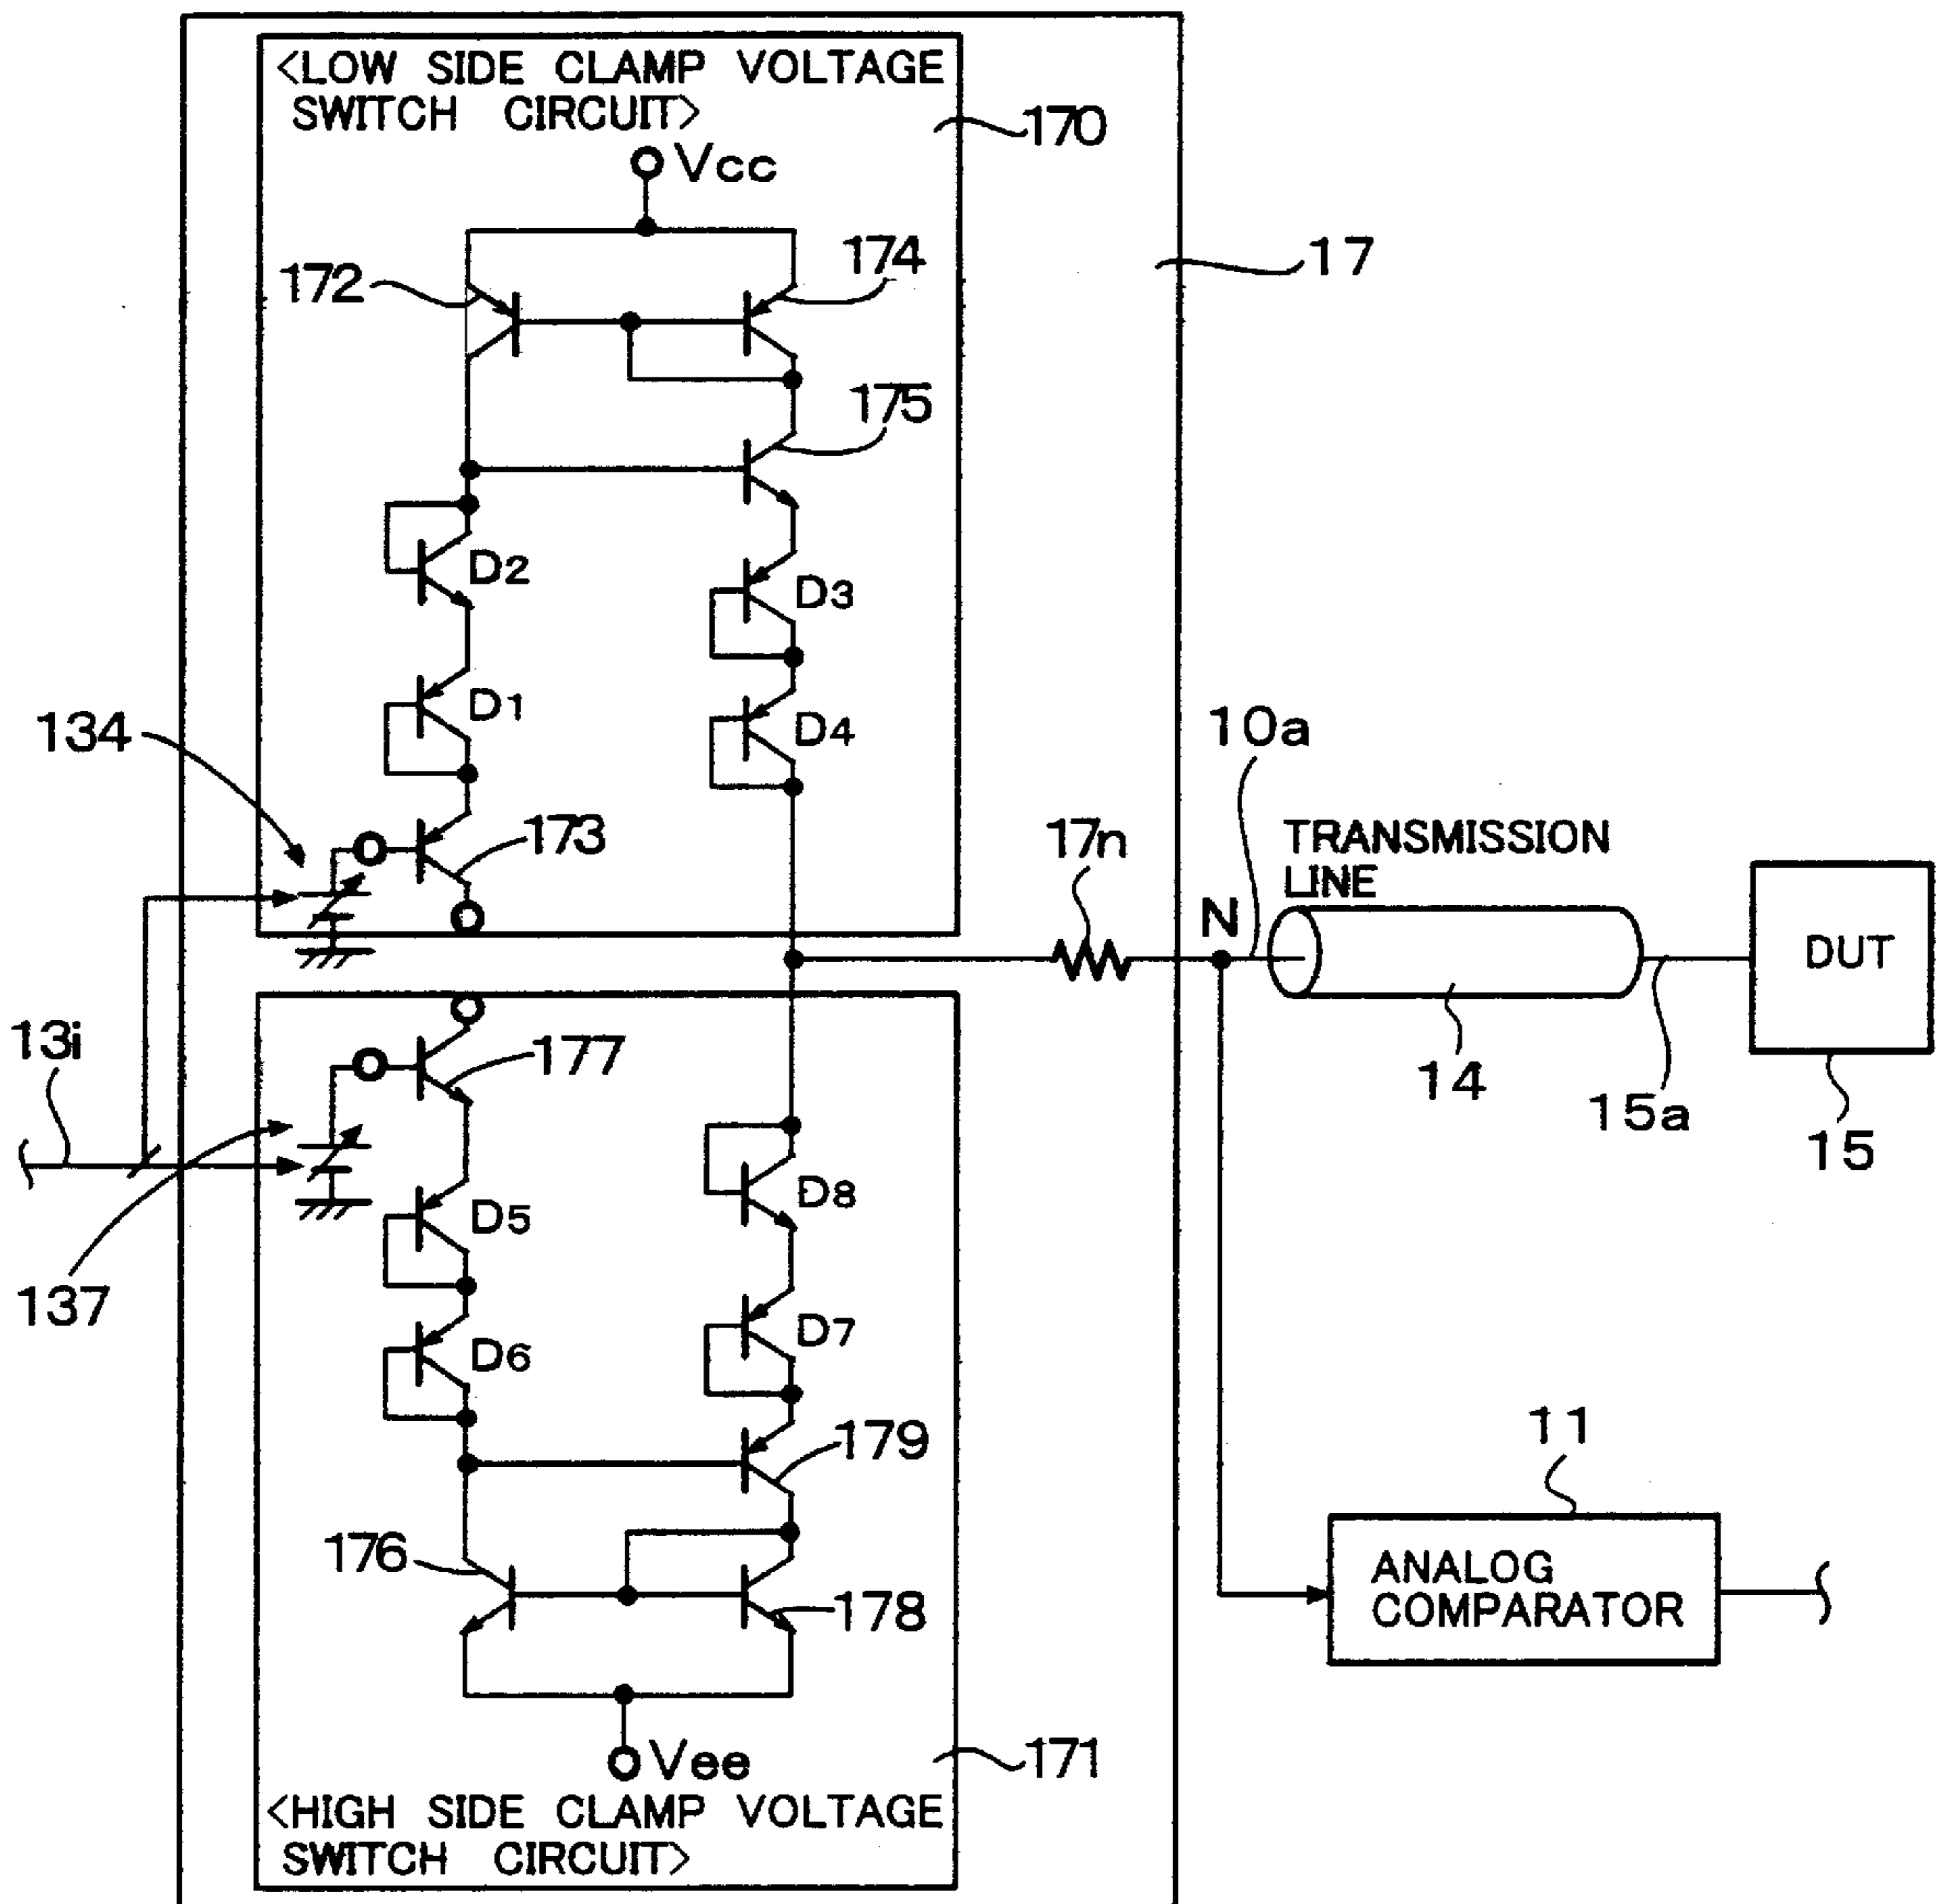 <LOW SIDE CLAMP VOLTAGE
SWITCH CIRCUIT>
170
Vcc
172
174
17
175
D2
D3
D1
D4
134
173
10a
17n
TRANSMISSION
LINE
N
DUT
13i
177
14
15a
15
D5
D8
137
D6
D7
179
11
176
178
ANALOG
COMPARATOR
Vee
171
<HIGH SIDE CLAMP VOLTAGE
SWITCH CIRCUIT>